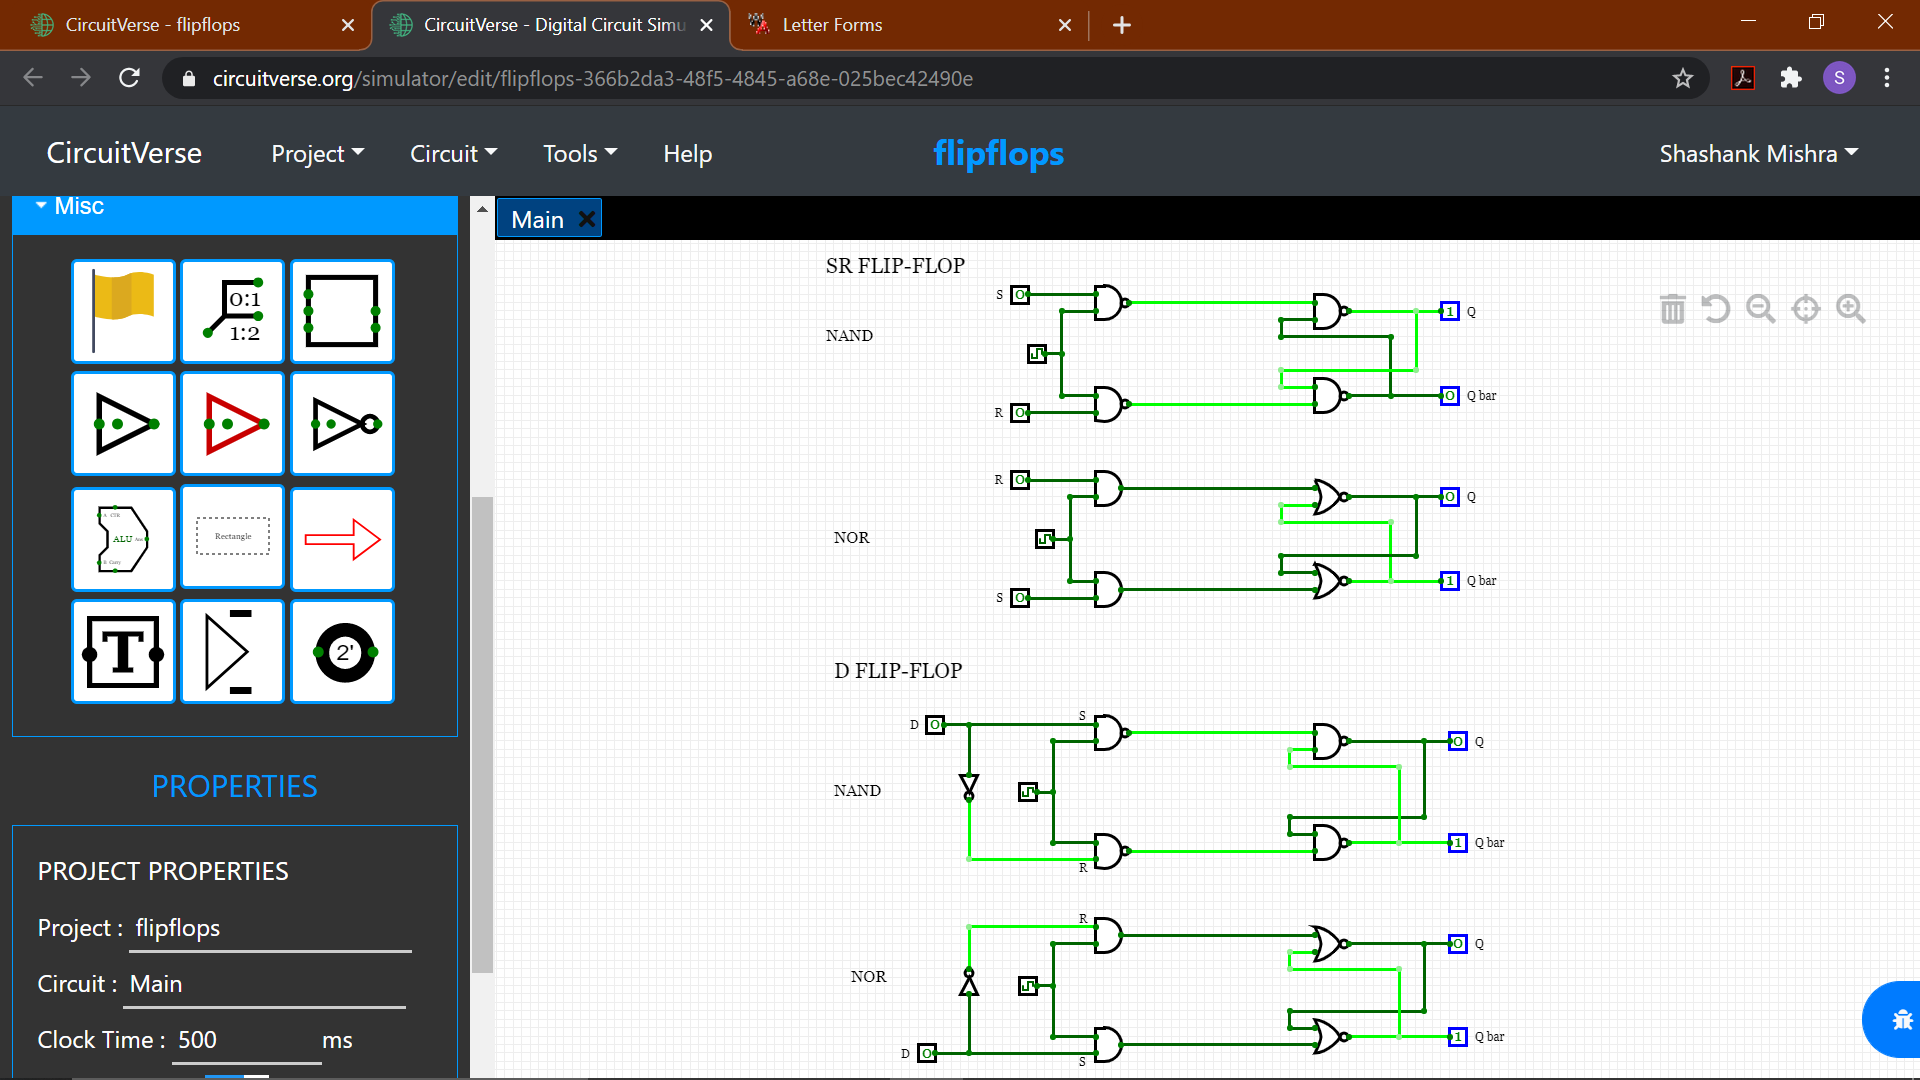 CircuitVerse - flipflops
CircuitVerse - Digital Circuit Simu
Letter Forms
circuitverse.org/simulator/edit/flipflops-366b2da3-48f5-4845-a68e-025bec42490e
S
CircuitVerse
Project
Circuit
Tools
Help
flipflops
Shashank Mishra
Misc
0:1
1:2
ALU
Rectangle
T
2'
PROPERTIES
PROJECT PROPERTIES
Project : flipflops
Circuit : Main
Clock Time : 500 ms
Main
SR FLIP-FLOP
S 0
1 Q
NAND
R 0
0 Q bar
R 0
0 Q
NOR
S 0
1 Q bar
D FLIP-FLOP
D 0
S
0 Q
NAND
R
1 Q bar
R
0 Q
NOR
D 0
S
1 Q bar